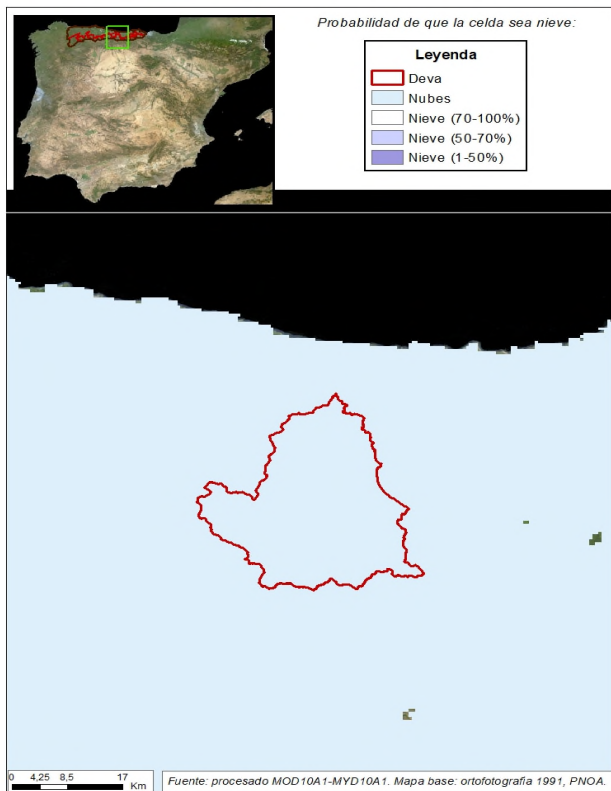 Probabilidad de que la celda sea nieve:
Leyenda
Deva
Nubes
Nieve (70-100%)
Nieve (50-70%)
Nieve (1-50%)
0 4,25 8,5 17
Km
Fuente: procesado MOD10A1-MYD10A1. Mapa base: ortofotografía 1991, PNOA.